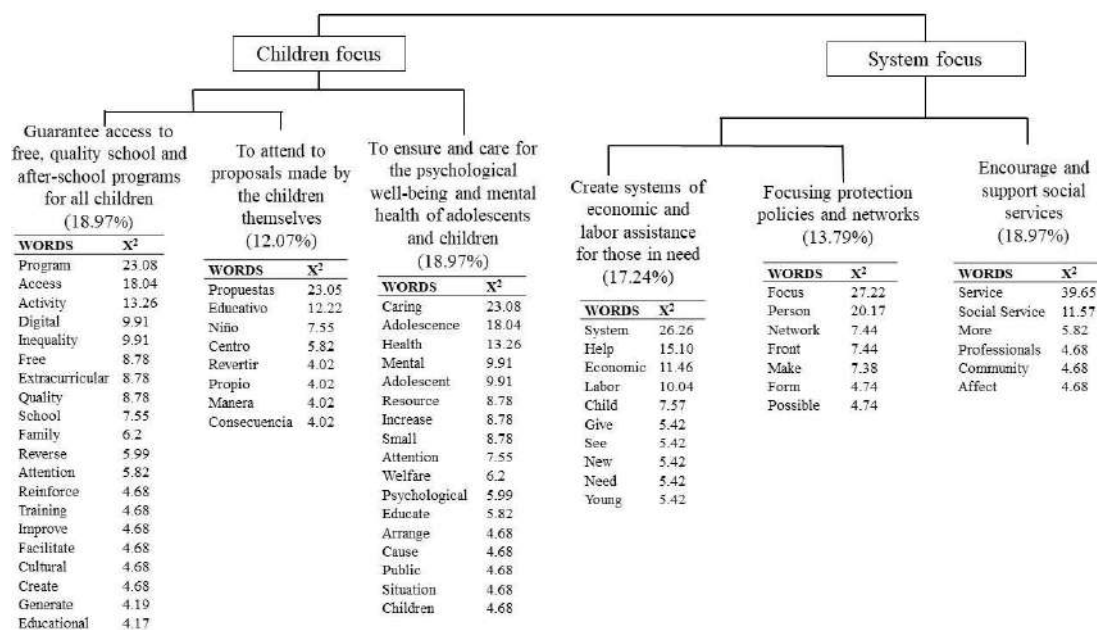 Children focus
System focus
Guarantee access to
free, quality school and
after-school programs
for all children
(18.97%)
WORDS X²
Program 23.08
Access 18.04
Activity 13.26
Digital 9.91
Inequality 9.91
Free 8.78
Extracurricular 8.78
Quality 8.78
School 7.55
Family 6.2
Reverse 5.99
Attention 5.82
Reinforce 4.68
Training 4.68
Improve 4.68
Facilitate 4.68
Cultural 4.68
Create 4.68
Generate 4.19
Educational 4.17
To attend to
proposals made by
the children
themselves
(12.07%)
WORDS X²
Propuestas 23.05
Educativo 12.22
Niño 7.55
Centro 5.82
Revertir 4.02
Propio 4.02
Manera 4.02
Consecuencia 4.02
To ensure and care for
the psychological
well-being and mental
health of adolescents
and children
(18.97%)
WORDS X²
Caring 23.08
Adolescence 18.04
Health 13.26
Mental 9.91
Adolescent 9.91
Resource 8.78
Increase 8.78
Small 8.78
Attention 7.55
Welfare 6.2
Psychological 5.99
Educate 5.82
Arrange 4.68
Cause 4.68
Public 4.68
Situation 4.68
Children 4.68
Create systems of
economic and
labor assistance
for those in need
(17.24%)
WORDS X²
System 26.26
Help 15.10
Economic 11.46
Labor 10.04
Child 7.57
Give 5.42
See 5.42
New 5.42
Need 5.42
Young 5.42
Focusing protection
policies and networks
(13.79%)
WORDS X²
Focus 27.22
Person 20.17
Network 7.44
Front 7.44
Make 7.38
Form 4.74
Possible 4.74
Encourage and
support social
services
(18.97%)
WORDS X²
Service 39.65
Social Service 11.57
More 5.82
Professionals 4.68
Community 4.68
Affect 4.68